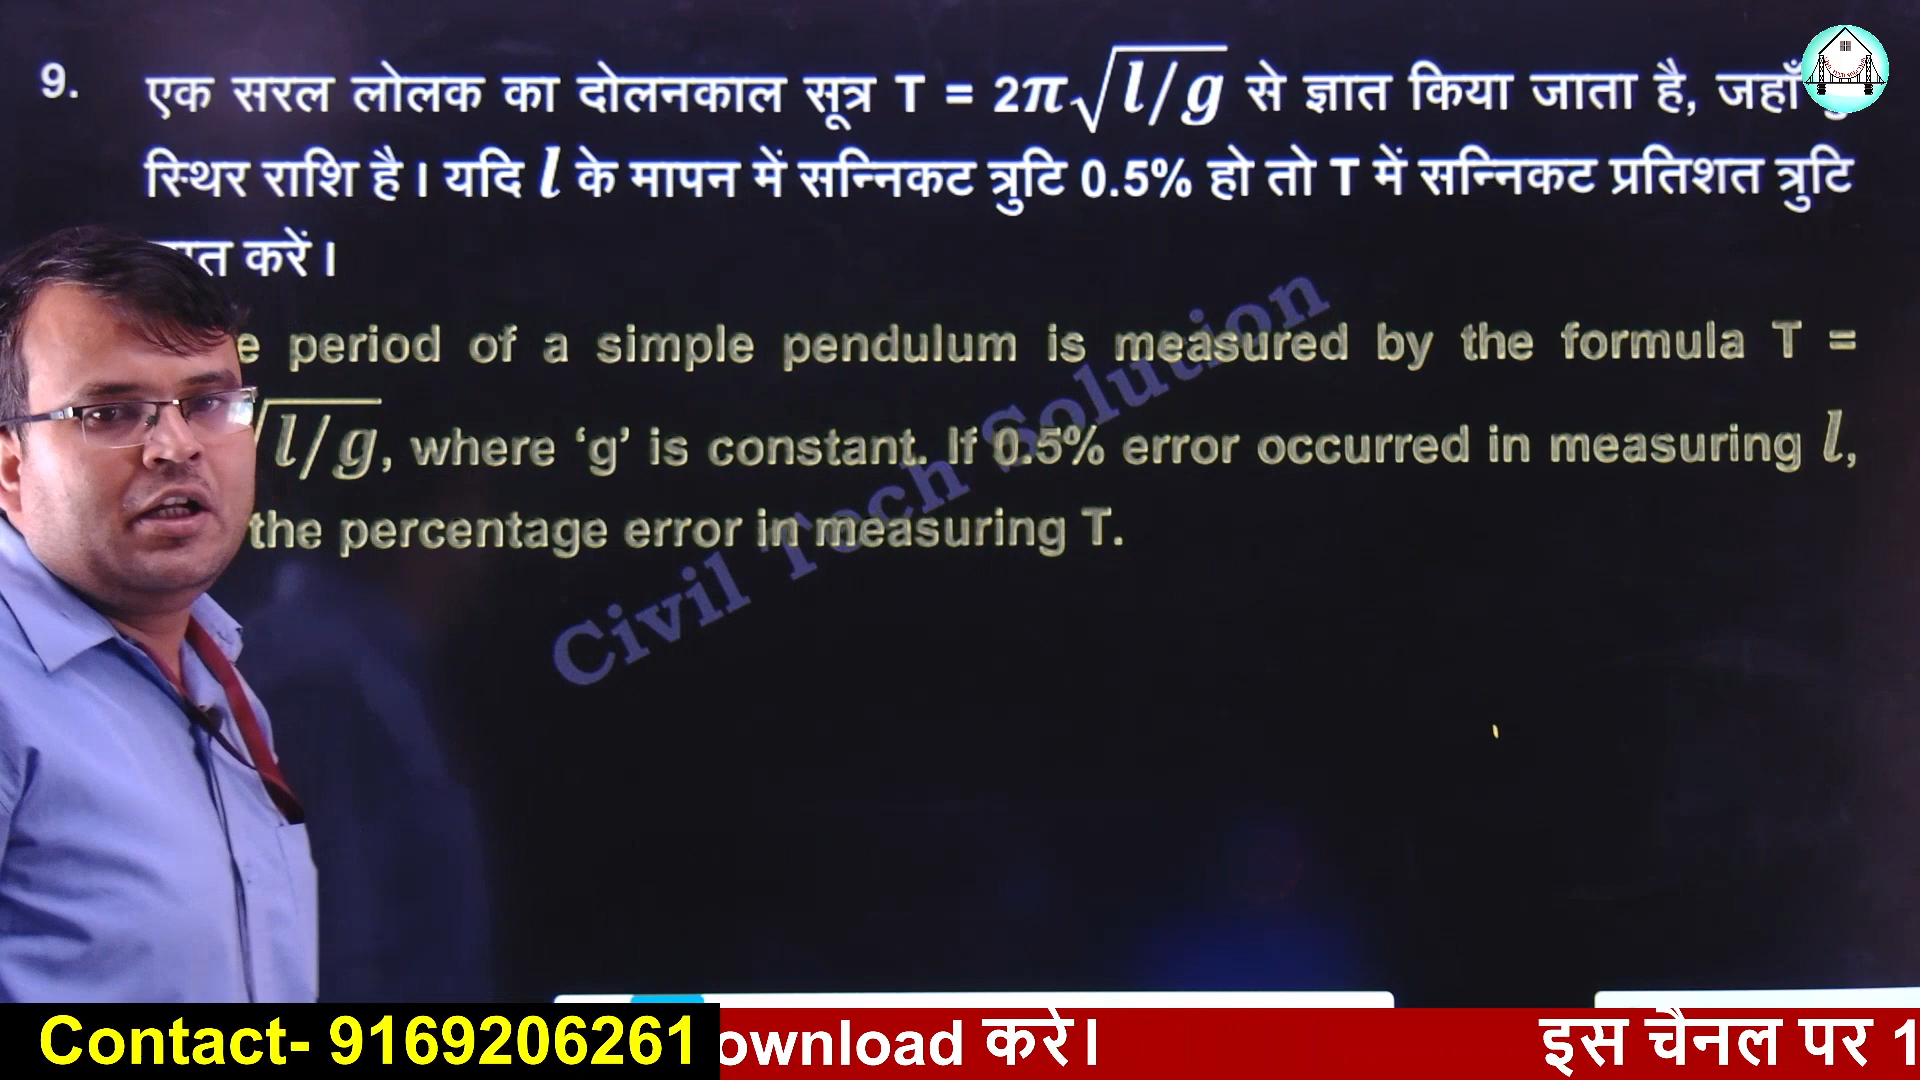 9. एक सरल लोलक का दोलनकाल सूत्र T = 2π√l/g से ज्ञात किया जाता है, जहाँ
स्थिर राशि है। यदि l के मापन में सन्निकट त्रुटि 0.5% हो तो T में सन्निकट प्रतिशत त्रुटि
करें।
period of a simple pendulum is measured by the formula T =
√l/g, where ‘g’ is constant. If 0.5% error occurred in measuring l,
the percentage error in measuring T.
Civil Tech Solution
Contact- 9169206261 ownload करे। इस चैनल पर 1